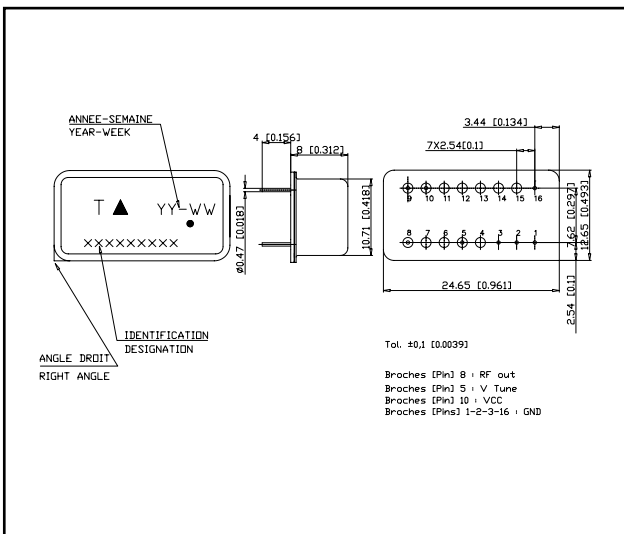 ANNEE-SEMAINE
YEAR-WEEK
T ▲ YY-WW
×××××××××
IDENTIFICATION
DESIGNATION
ANGLE DROIT
RIGHT ANGLE
4 [0.156]
8 [0.312]
ø0.47 [0.018]
10.71 [0.418]
3.44 [0.134]
7X2.54[0.1]
9 10 11 12 13 14 15 16
8 7 6 5 4 3 2 1
7.62 [0.297]
12.65 [0.493]
24.65 [0.961]
2.54 [0.1]
Tol. ±0,1 [0.0039]
Broches [Pin] 8 : RF out
Broches [Pin] 5 : V Tune
Broches [Pin] 10 : VCC
Broches [Pins] 1-2-3-16 : GND